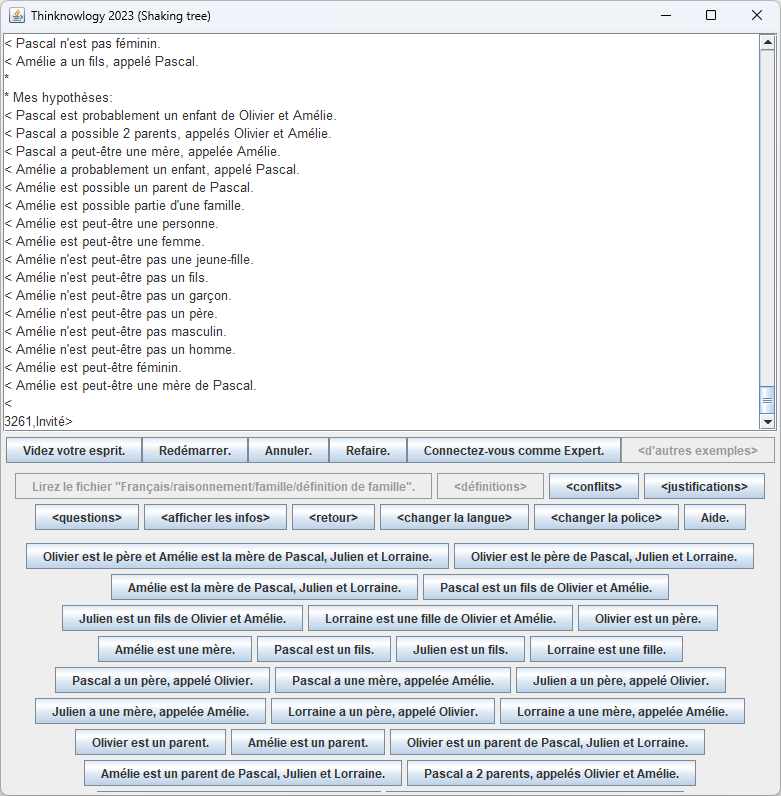 Thinknowlogy 2023 (Shaking tree)
< Pascal n'est pas féminin.
< Amélie a un fils, appelé Pascal.
*
* Mes hypothèses:
< Pascal est probablement un enfant de Olivier et Amélie.
< Pascal a possible 2 parents, appelés Olivier et Amélie.
< Pascal a peut-être une mère, appelée Amélie.
< Amélie a probablement un enfant, appelé Pascal.
< Amélie est possible un parent de Pascal.
< Amélie est possible partie d'une famille.
< Amélie est peut-être une personne.
< Amélie est peut-être une femme.
< Amélie n'est peut-être pas une jeune-fille.
< Amélie n'est peut-être pas un fils.
< Amélie n'est peut-être pas un garçon.
< Amélie n'est peut-être pas un père.
< Amélie n'est peut-être pas masculin.
< Amélie n'est peut-être pas un homme.
< Amélie est peut-être féminin.
< Amélie est peut-être une mère de Pascal.
<
3261,Invité>
Videz votre esprit. Redémarrer. Annuler. Refaire. Connectez-vous comme Expert. <d'autres exemples>
Lirez le fichier "Français/raisonnement/famille/définition de famille". <définitions> <conflits> <justifications>
<questions> <afficher les infos> <retour> <changer la langue> <changer la police> Aide.
Olivier est le père et Amélie est la mère de Pascal, Julien et Lorraine. Olivier est le père de Pascal, Julien et Lorraine.
Amélie est la mère de Pascal, Julien et Lorraine. Pascal est un fils de Olivier et Amélie.
Julien est un fils de Olivier et Amélie. Lorraine est une fille de Olivier et Amélie. Olivier est un père.
Amélie est une mère. Pascal est un fils. Julien est un fils. Lorraine est une fille.
Pascal a un père, appelé Olivier. Pascal a une mère, appelée Amélie. Julien a un père, appelé Olivier.
Julien a une mère, appelée Amélie. Lorraine a un père, appelé Olivier. Lorraine a une mère, appelée Amélie.
Olivier est un parent. Amélie est un parent. Olivier est un parent de Pascal, Julien et Lorraine.
Amélie est un parent de Pascal, Julien et Lorraine. Pascal a 2 parents, appelés Olivier et Amélie.